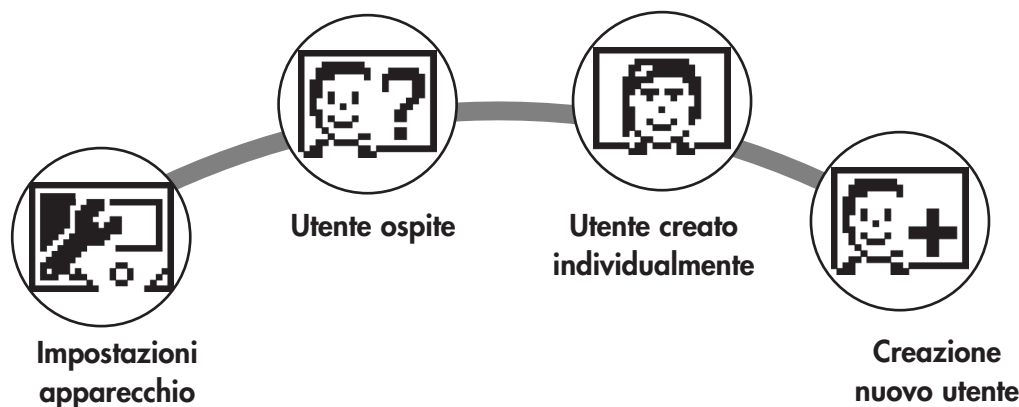 Utente ospite
Utente creato
individualmente
Impostazioni
apparecchio
Creazione
nuovo utente